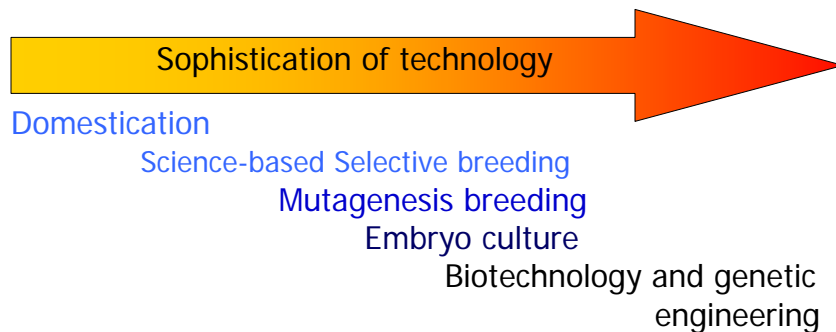 Sophistication of technology
Domestication
Science-based Selective breeding
Mutagenesis breeding
Embryo culture
Biotechnology and genetic
engineering